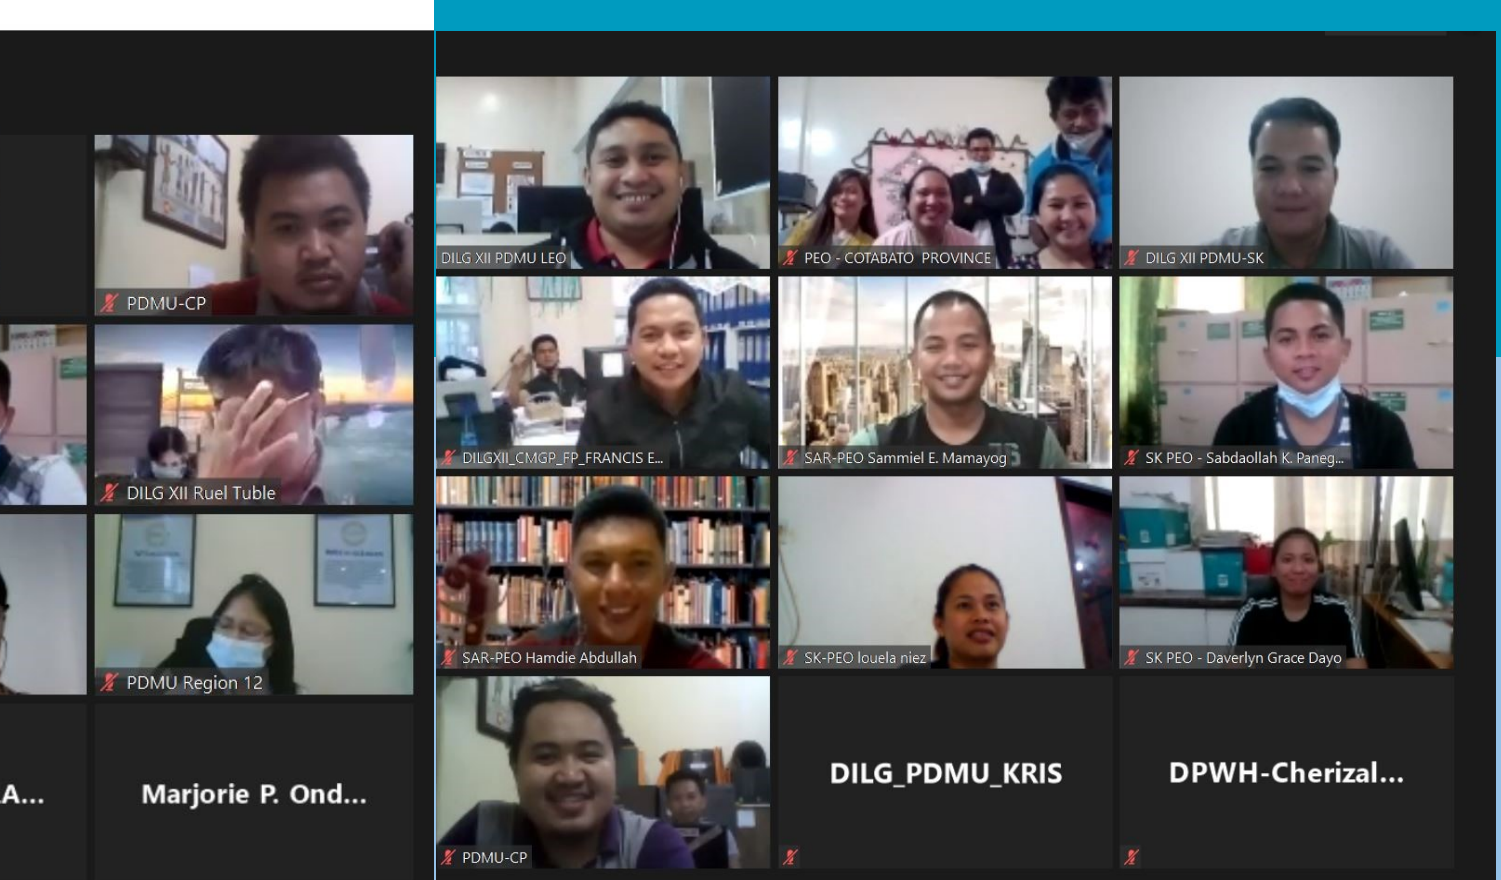 PDMU-CP
DILG XII Ruel Tuble
PDMU Region 12
A...
Marjorie P. Ond...
DILG XII PDMU LEO
PEO - COTABATO PROVINCE
DILG XII PDMU-SK
DILGXII_CMGP_FP_FRANCIS E...
SAR-PEO Sammiel E. Mamayog
SK PEO - Sabdaollah K. Paneg...
SAR-PEO Hamdie Abdullah
SK-PEO louela niez
SK PEO - Daverlyn Grace Dayo
PDMU-CP
DILG_PDMU_KRIS
DPWH-Cherizal...